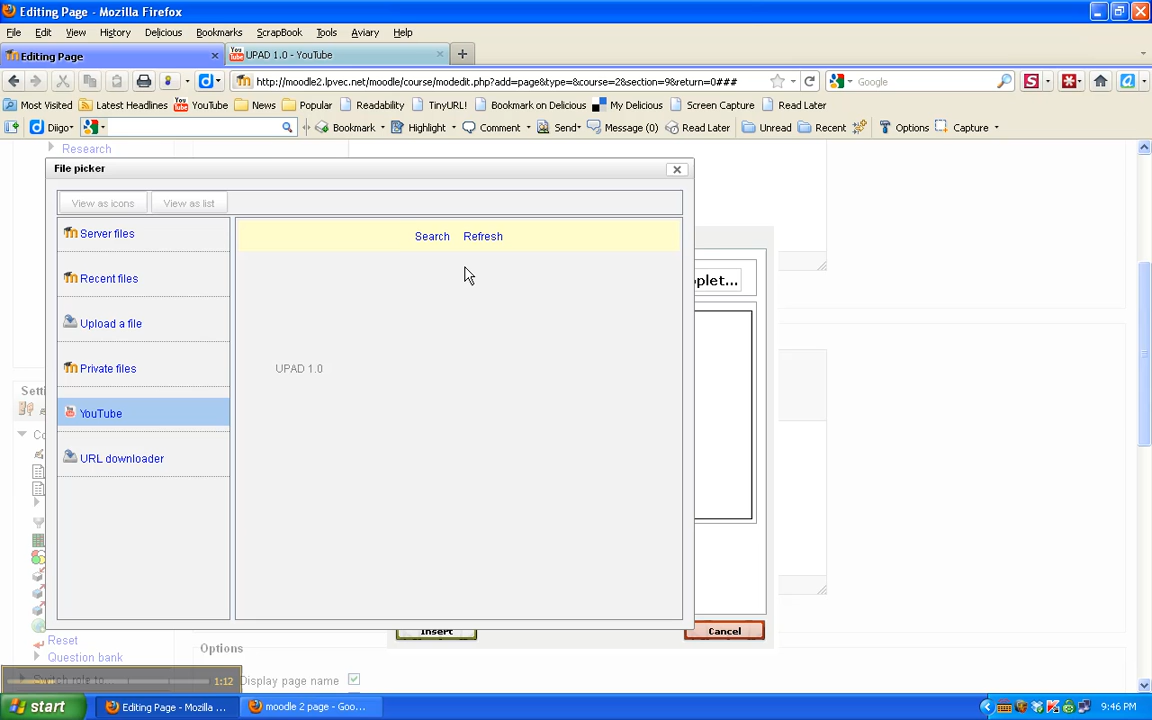 Editing Page - Mozilla Firefox
File Edit View History Delicious Bookmarks ScrapBook Tools Aviary Help
Editing Page UPAD 1.0 - YouTube
http://moodle2.lpvec.net/moodle/course/modedit.php?add=page&type=&course=2&section=9&return=0### Google
Most Visited Latest Headlines YouTube News Popular Readability TinyURL! Bookmark on Delicious My Delicious Screen Capture Read Later
Diigo Bookmark Highlight Comment Send Message (0) Read Later Unread Recent Options Capture
Research
File picker
View as icons View as list
Server files
Search Refresh
Recent files
plet...
Upload a file
Private files
UPAD 1.0
Setti
YouTube
Co
URL downloader
Insert Cancel
Reset
Options
Question bank
Switch role to...
1:12
Display page name
start Editing Page - Mozilla ... moodle 2 page - Goo... 9:46 PM